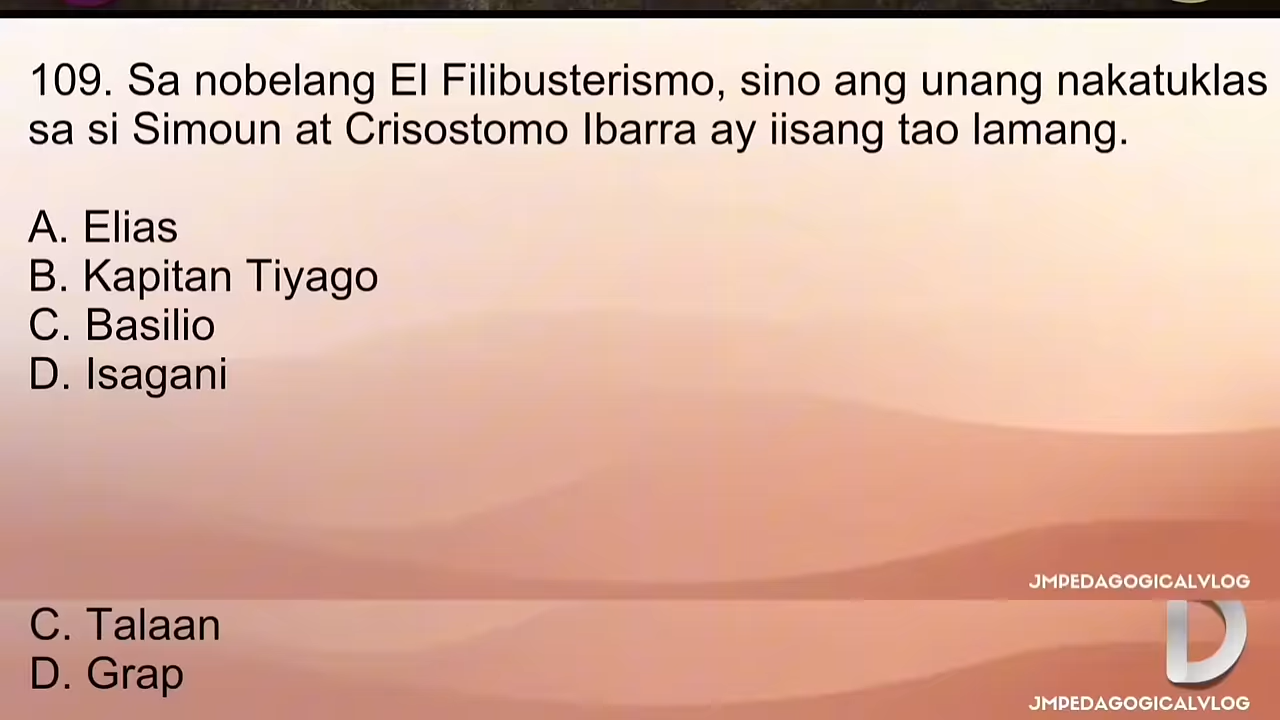 109. Sa nobelang El Filibusterismo, sino ang unang nakatuklas
sa si Simoun at Crisostomo Ibarra ay iisang tao lamang.
A. Elias
B. Kapitan Tiyago
C. Basilio
D. Isagani
JMPEDAGOGICALVLOG
C. Talaan
D. Grap
D
JMPEDAGOGICALVLOG